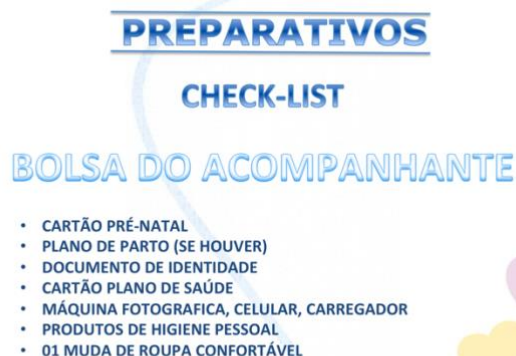 PREPARATIVOS
CHECK-LIST
BOLSA DO ACOMPANHANTE
• CARTÃO PRÉ-NATAL
• PLANO DE PARTO (SE HOUVER)
• DOCUMENTO DE IDENTIDADE
• CARTÃO PLANO DE SAÚDE
• MÁQUINA FOTOGRAFICA, CELULAR, CARREGADOR
• PRODUTOS DE HIGIENE PESSOAL
• 01 MUDA DE ROUPA CONFORTÁVEL